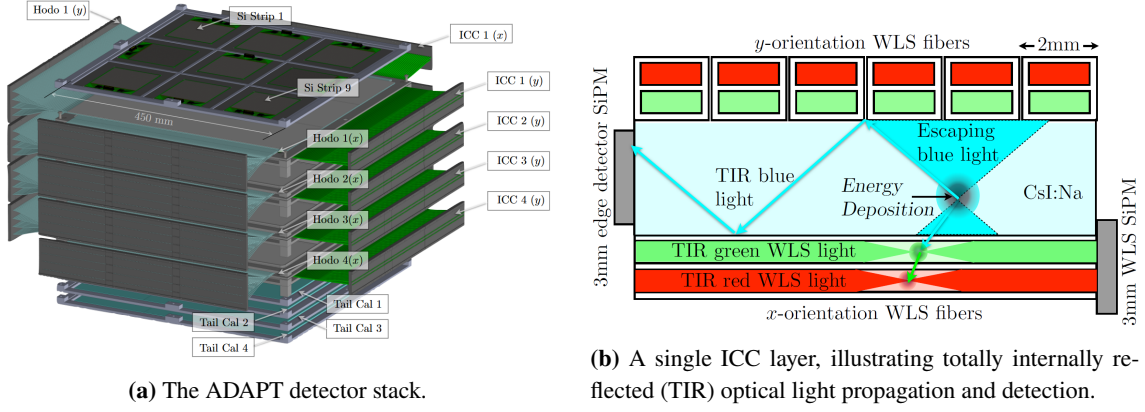 Hodo 1 (y)
Si Strip 1
ICC 1 (x)
ICC 1 (y)
Si Strip 9
ICC 2 (y)
450 mm
Hodo 1(x)
ICC 3 (y)
Hodo 2(x)
ICC 4 (y)
Hodo 3(x)
Hodo 4(x)
Tail Cal 1
Tail Cal 2
Tail Cal 3
Tail Cal 4
(a) The ADAPT detector stack.
y-orientation WLS fibers
2mm
3mm edge detector SiPM
Escaping
blue light
TIR blue
light
Energy
Deposition
CsI:Na
TIR green WLS light
TIR red WLS light
x-orientation WLS fibers
3mm WLS SiPM
(b) A single ICC layer, illustrating totally internally re-
flected (TIR) optical light propagation and detection.